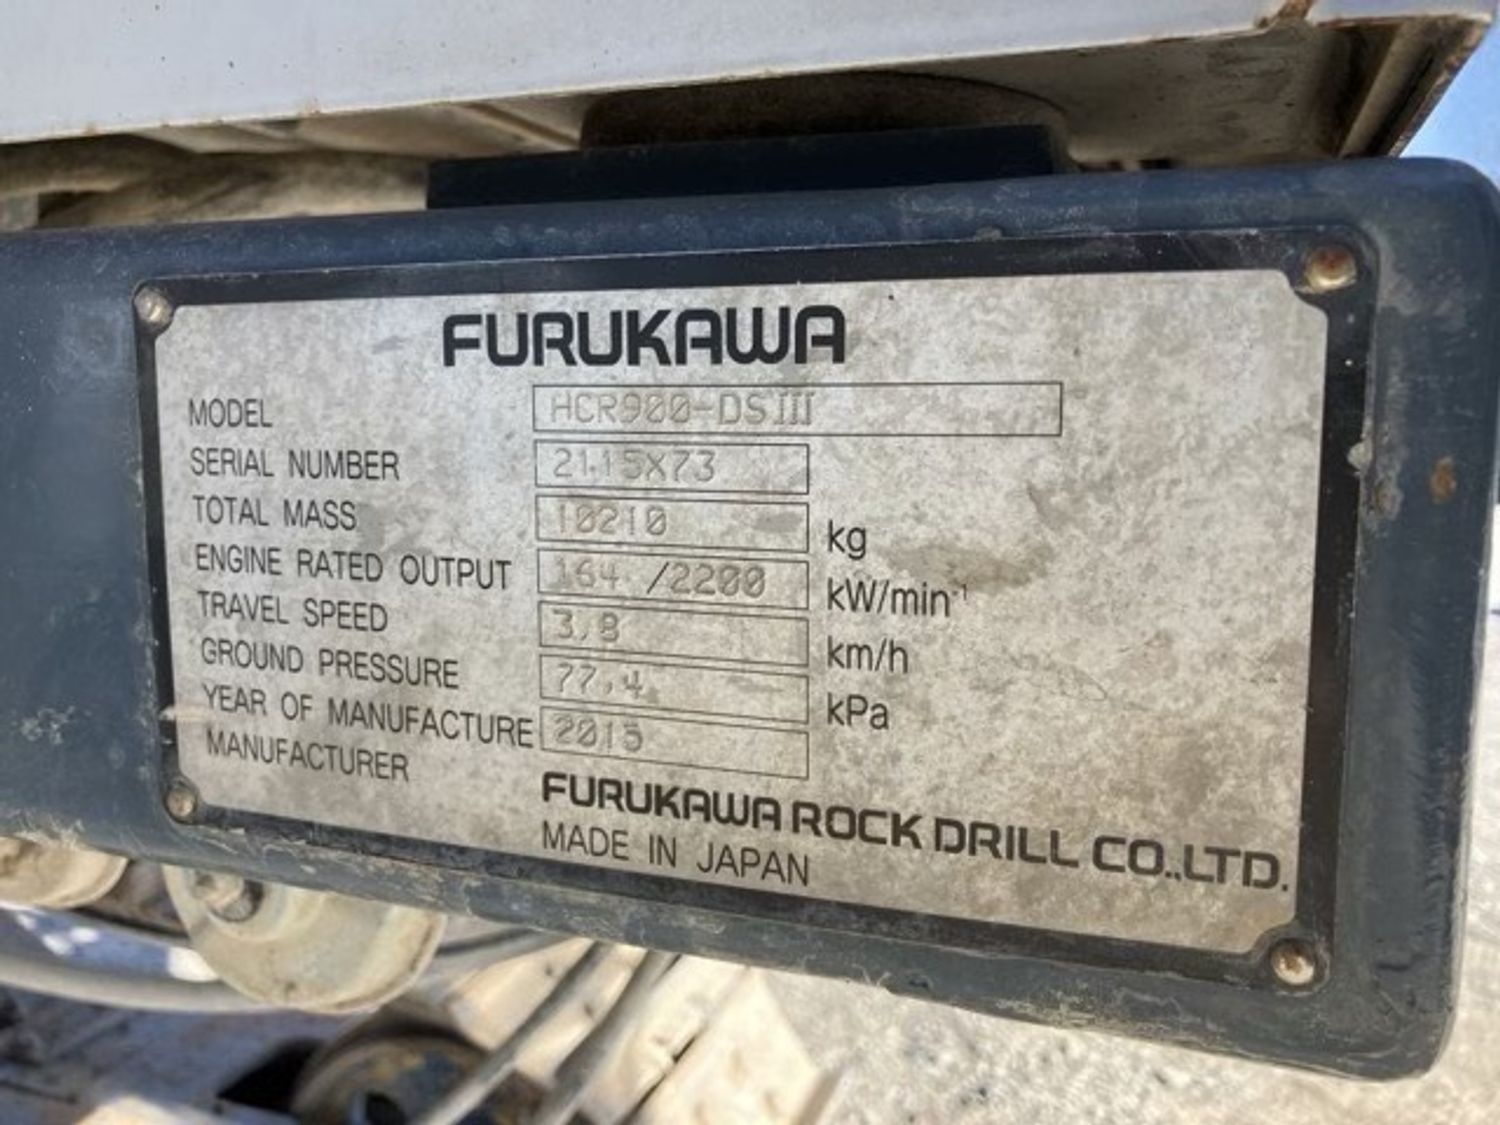 FURUKAWA
MODEL HCR900-DSIII
SERIAL NUMBER 2115X73
TOTAL MASS 10210 kg
ENGINE RATED OUTPUT 164 /2200 kW/min-1
TRAVEL SPEED 3.8 km/h
GROUND PRESSURE 77.4 kPa
YEAR OF MANUFACTURE 2015
MANUFACTURER FURUKAWA ROCK DRILL CO.,LTD.
MADE IN JAPAN